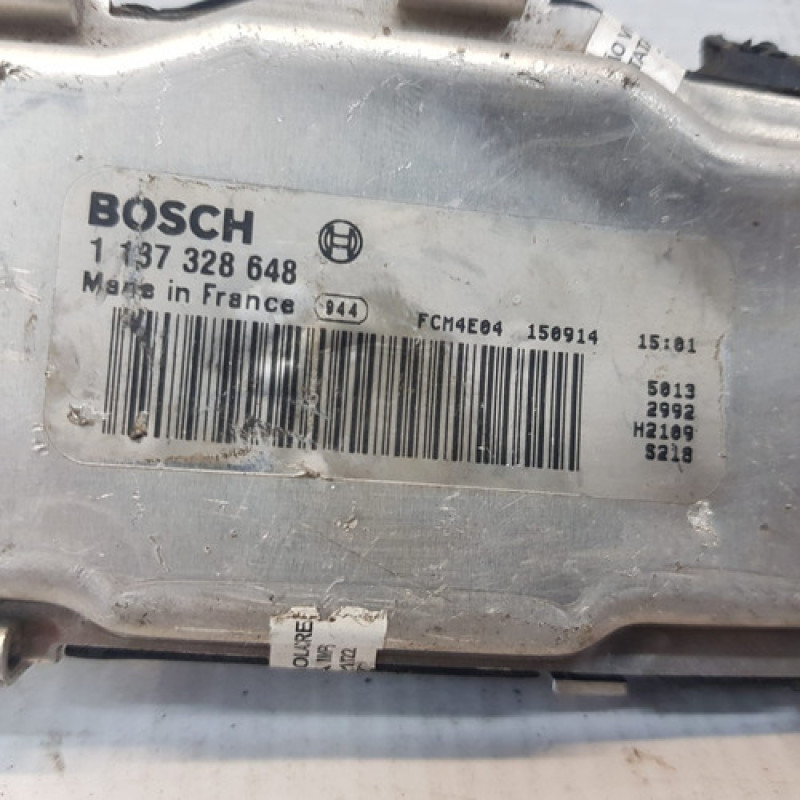 BOSCH
1 137 328 648
Made in France 944
FCM4E04 150914 15:01
5013
2992
H2109
S218